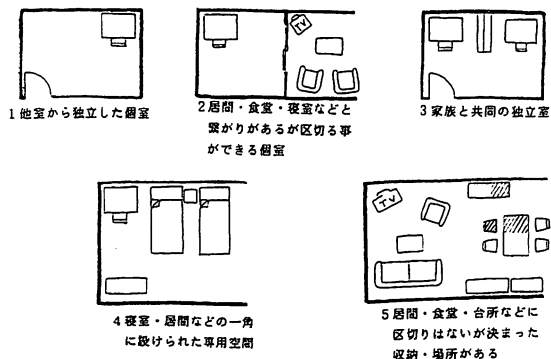 1 他室から独立した個室
TV
2 居間・食堂・寝室などと
繋がりがあるが区切る事
ができる個室
3 家族と共同の独立室
4 寝室・居間などの一角
に設けられた専用空間
TV
5 居間・食堂・台所などに
区切りはないが決まった
収納・場所がある